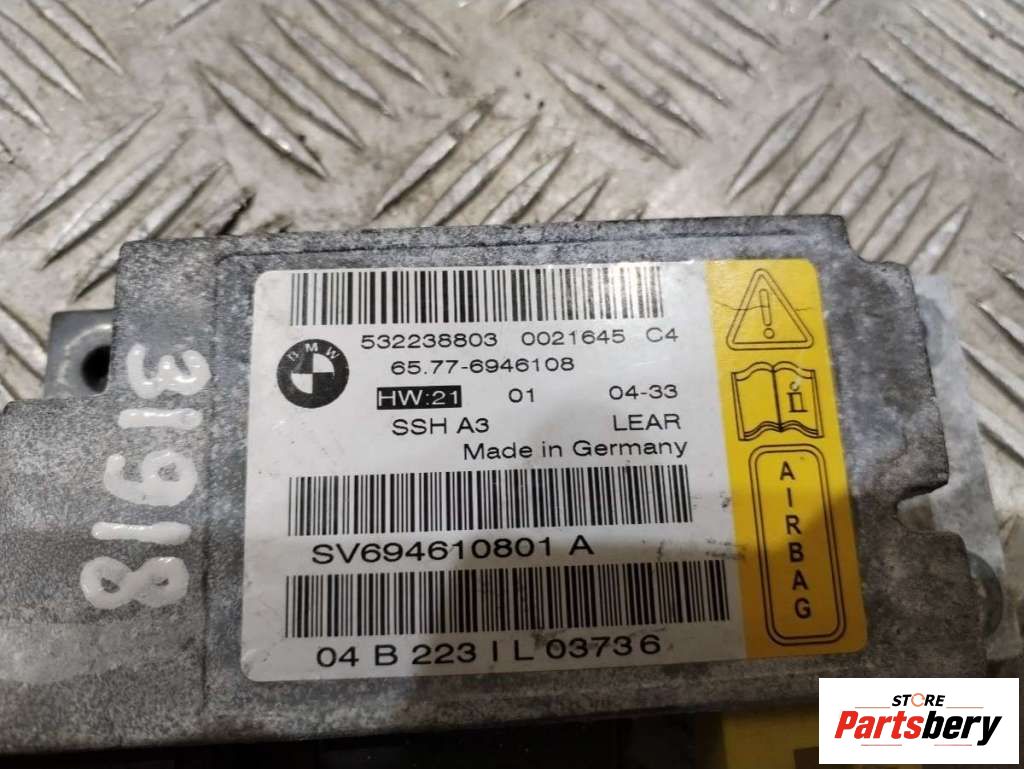 532238803 0021645 C4
BMW
65.77-6946108
HW:21 01 04-33
SSH A3 LEAR
Made in Germany
SV694610801 A
04 B 223 I L 03736
AIRBAG
31918
STORE
Partsbery